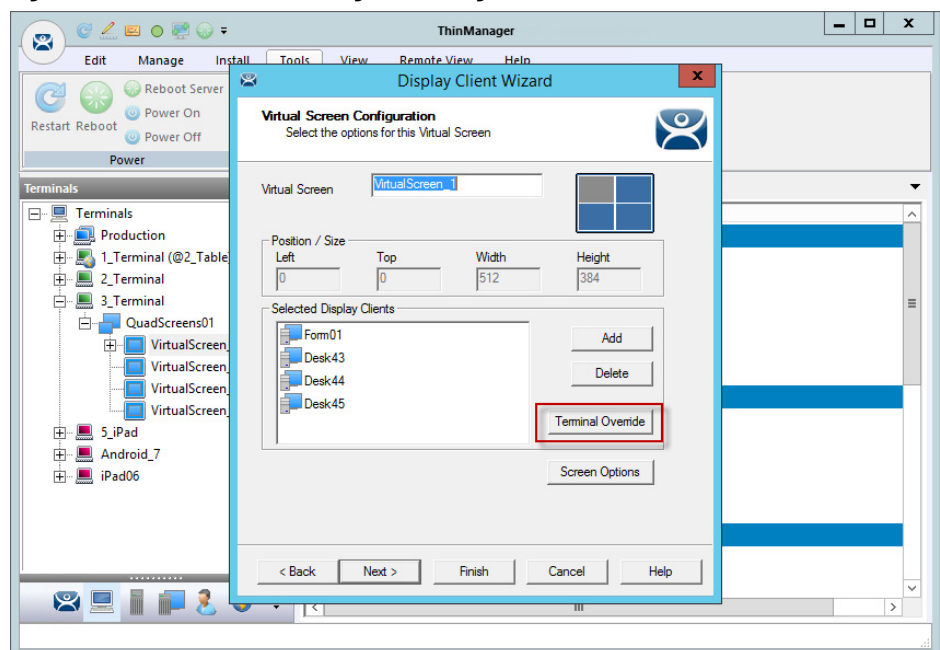 ThinManager
Edit Manage Install Tools View Remote View Help
Restart Reboot
Reboot Server
Power On
Power Off
Power
Display Client Wizard
X
Virtual Screen Configuration
Select the options for this Virtual Screen
Virtual Screen VirtualScreen_1
Position / Size
Left Top Width Height
0 0 512 384
Selected Display Clients
Form01
Desk43
Desk44
Desk45
Add
Delete
Terminal Override
Screen Options
< Back Next > Finish Cancel Help
Terminals
Terminals
Production
1_Terminal (@2_Table
2_Terminal
3_Terminal
QuadScreens01
VirtualScreen_
VirtualScreen_
VirtualScreen_
VirtualScreen_
5_iPad
Android_7
iPad06